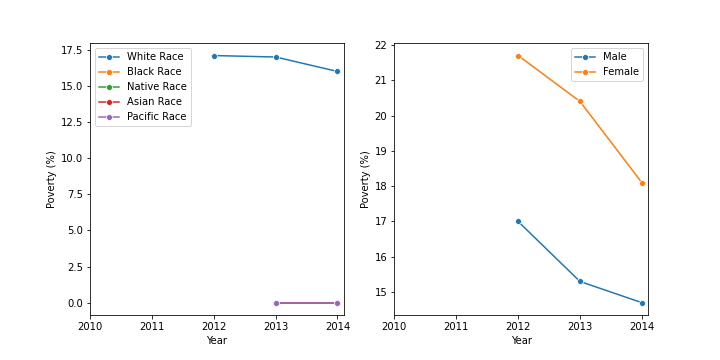 17.5
15.0
12.5
10.0
7.5
5.0
2.5
0.0
Poverty (%)
White Race
Black Race
Native Race
Asian Race
Pacific Race
2010 2011 2012 2013 2014
Year
22
21
20
19
18
17
16
15
Poverty (%)
Male
Female
2010 2011 2012 2013 2014
Year